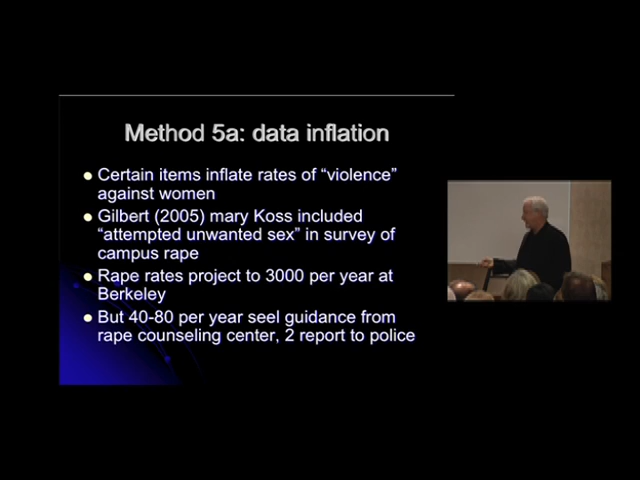 Method 5a: data inflation
Certain items inflate rates of “violence”
against women
Gilbert (2005) mary Koss included
“attempted unwanted sex” in survey of
campus rape
Rape rates project to 3000 per year at
Berkeley
But 40-80 per year seel guidance from
rape counseling center, 2 report to police